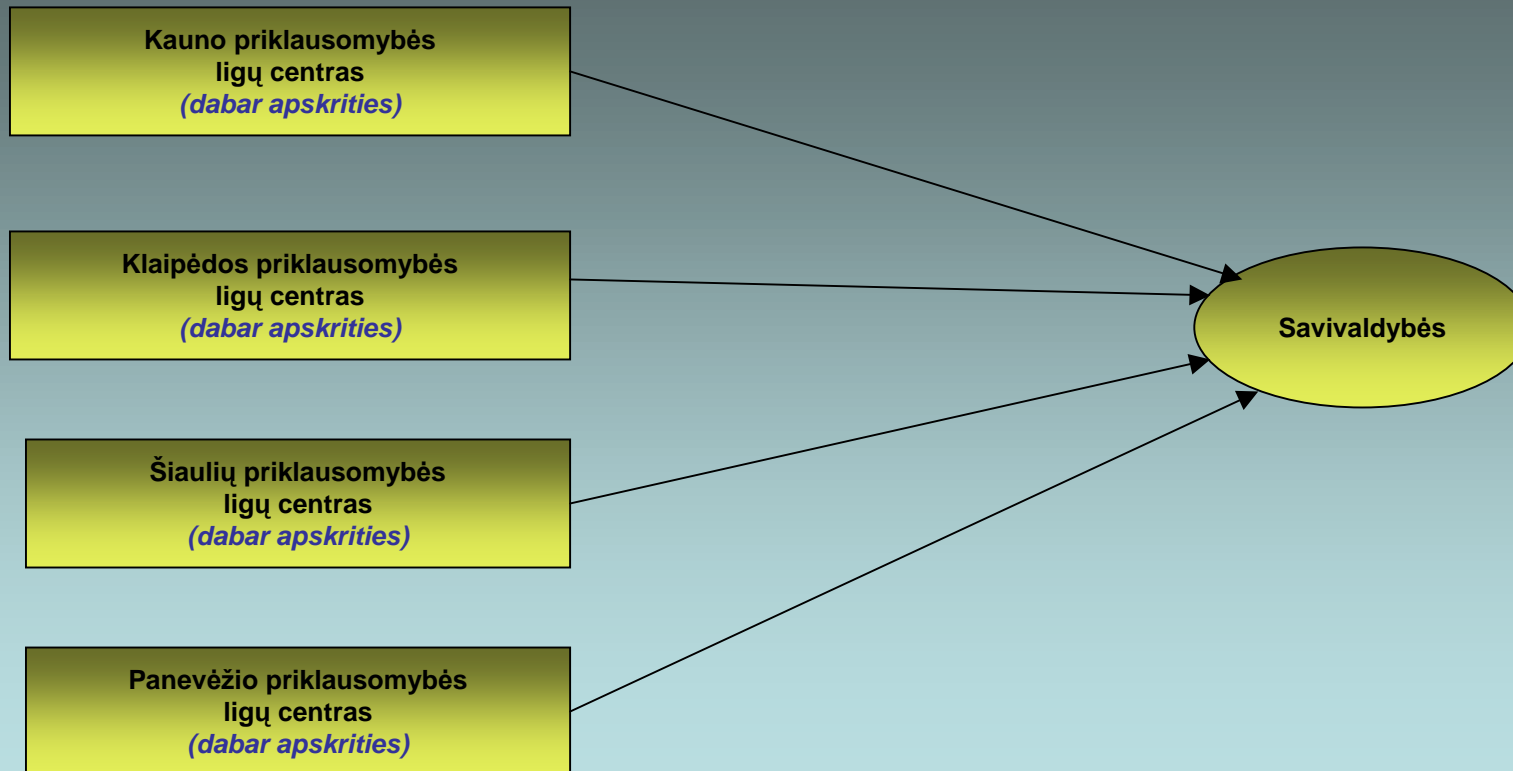 Kauno priklausomybės
ligų centras
(dabar apskrities)
Klaipėdos priklausomybės
ligų centras
(dabar apskrities)
Savivaldybės
Šiaulių priklausomybės
ligų centras
(dabar apskrities)
Panevėžio priklausomybės
ligų centras
(dabar apskrities)